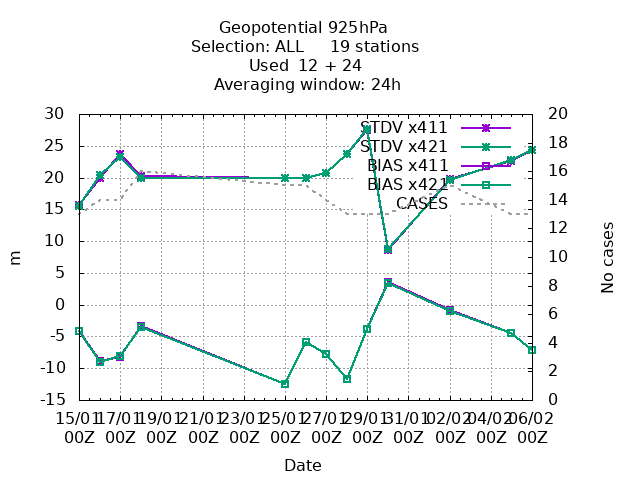 Geopotential 925hPa
Selection: ALL     19 stations
Used  12 + 24
Averaging window: 24h
30
25
20
15
10
5
0
-5
-10
-15
m
20
18
16
14
12
10
8
6
4
2
0
No cases
STDV x411
STDV x421
BIAS x411
BIAS x421
CASES
15/01 17/01 19/01 21/01 23/01 25/01 27/01 29/01 31/01 02/02 04/02 06/02
00Z 00Z 00Z 00Z 00Z 00Z 00Z 00Z 00Z 00Z 00Z 00Z
Date